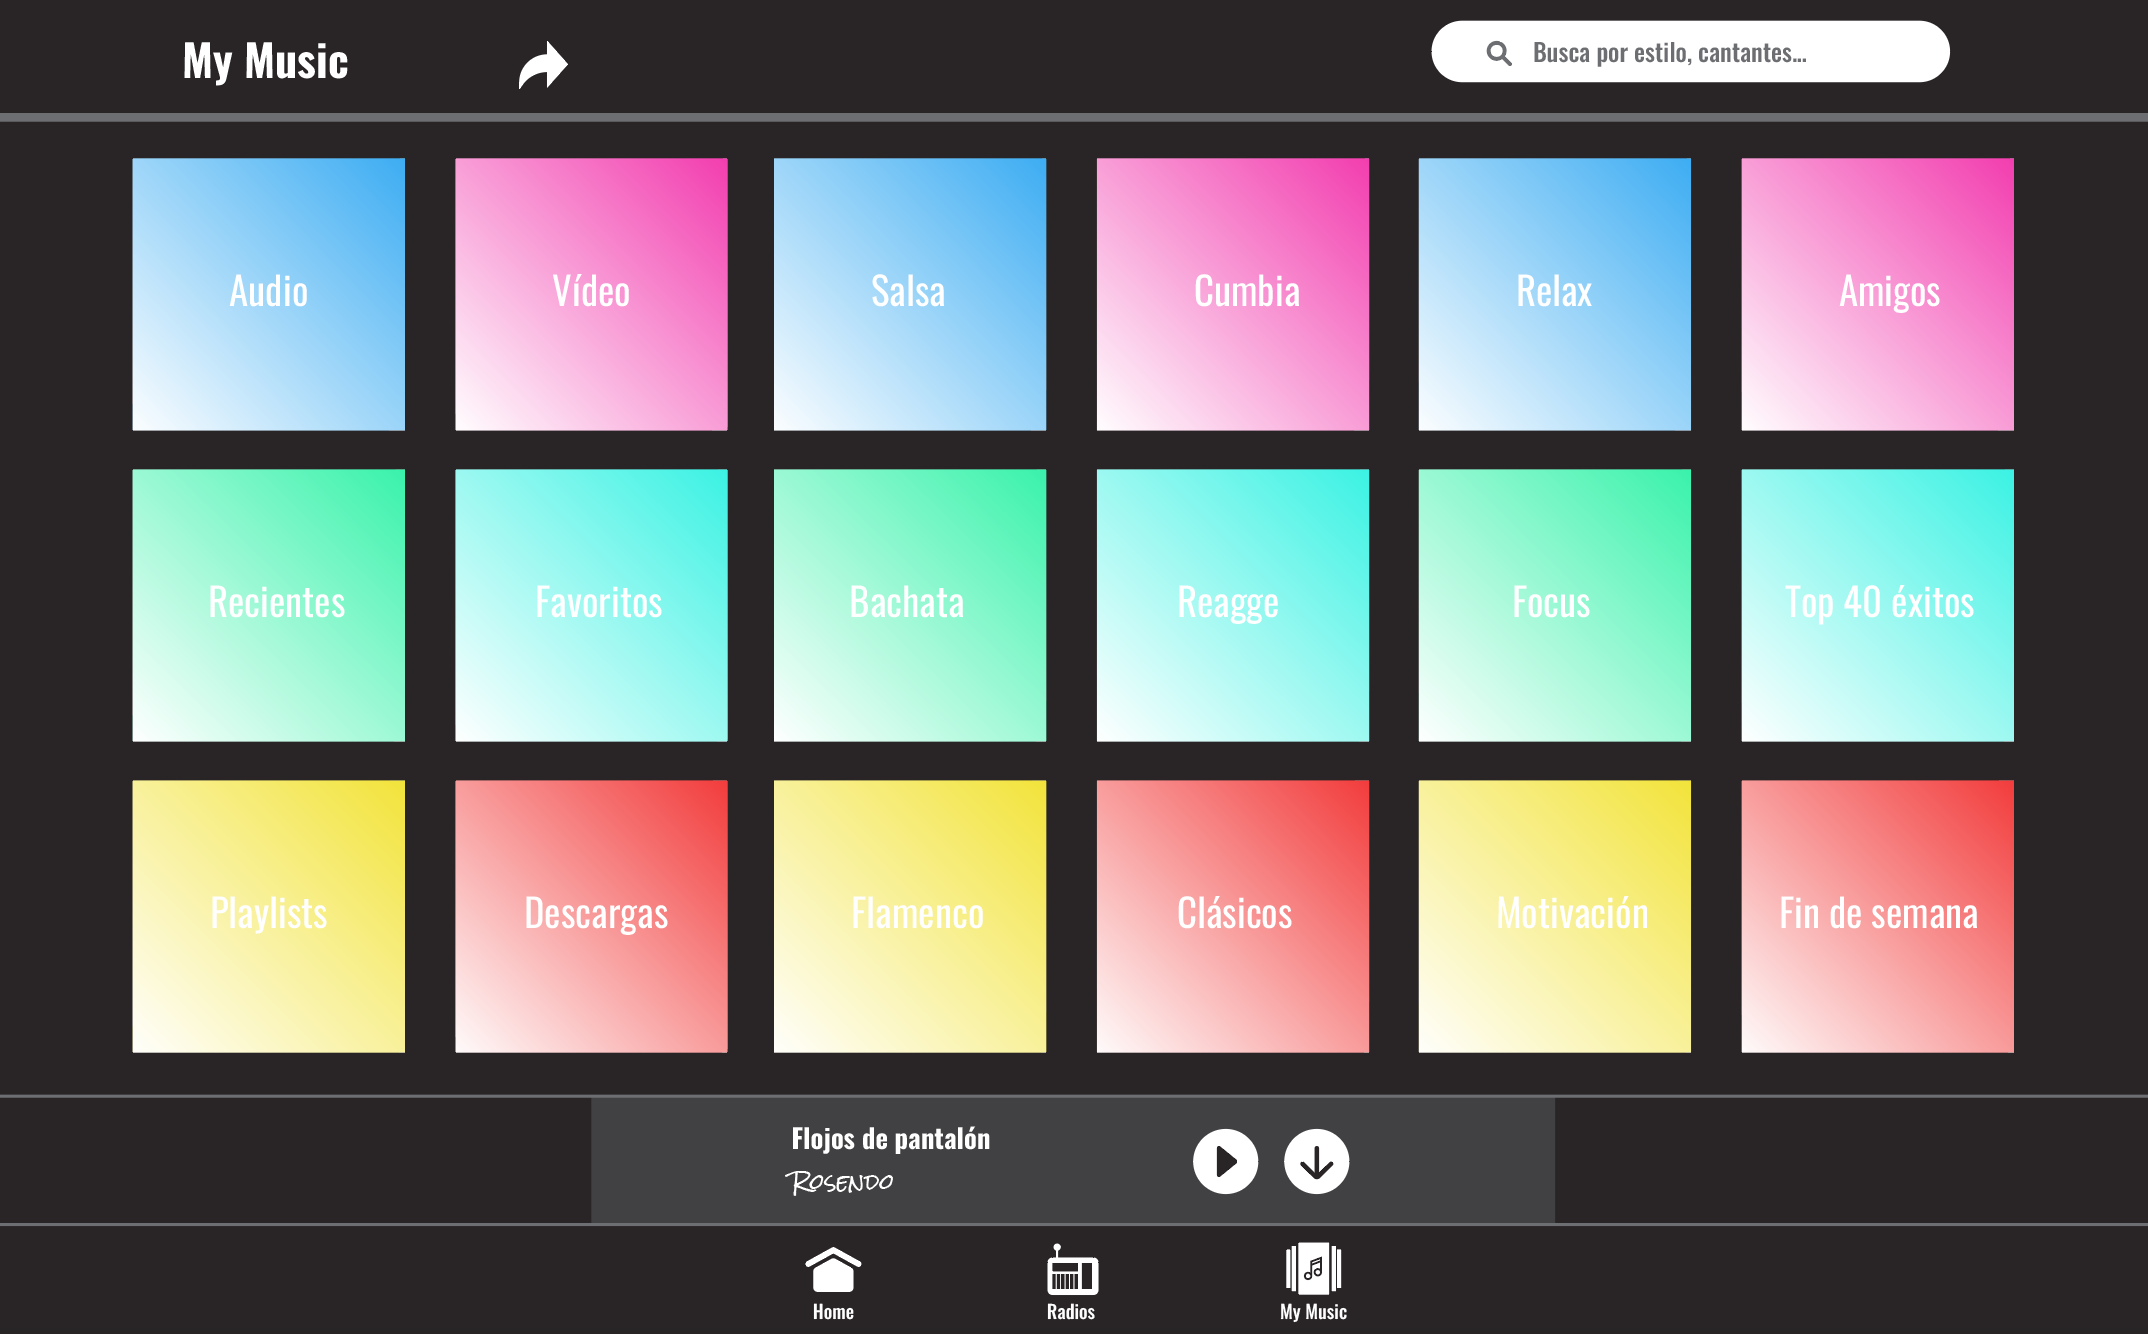 My Music
Busca por estilo, cantantes...
Audio
Vídeo
Salsa
Cumbia
Relax
Amigos
Recientes
Favoritos
Bachata
Reagge
Focus
Top 40 éxitos
Playlists
Descargas
Flamenco
Clásicos
Motivación
Fin de semana
Flojos de pantalón
Rosendo
Home
Radios
My Music